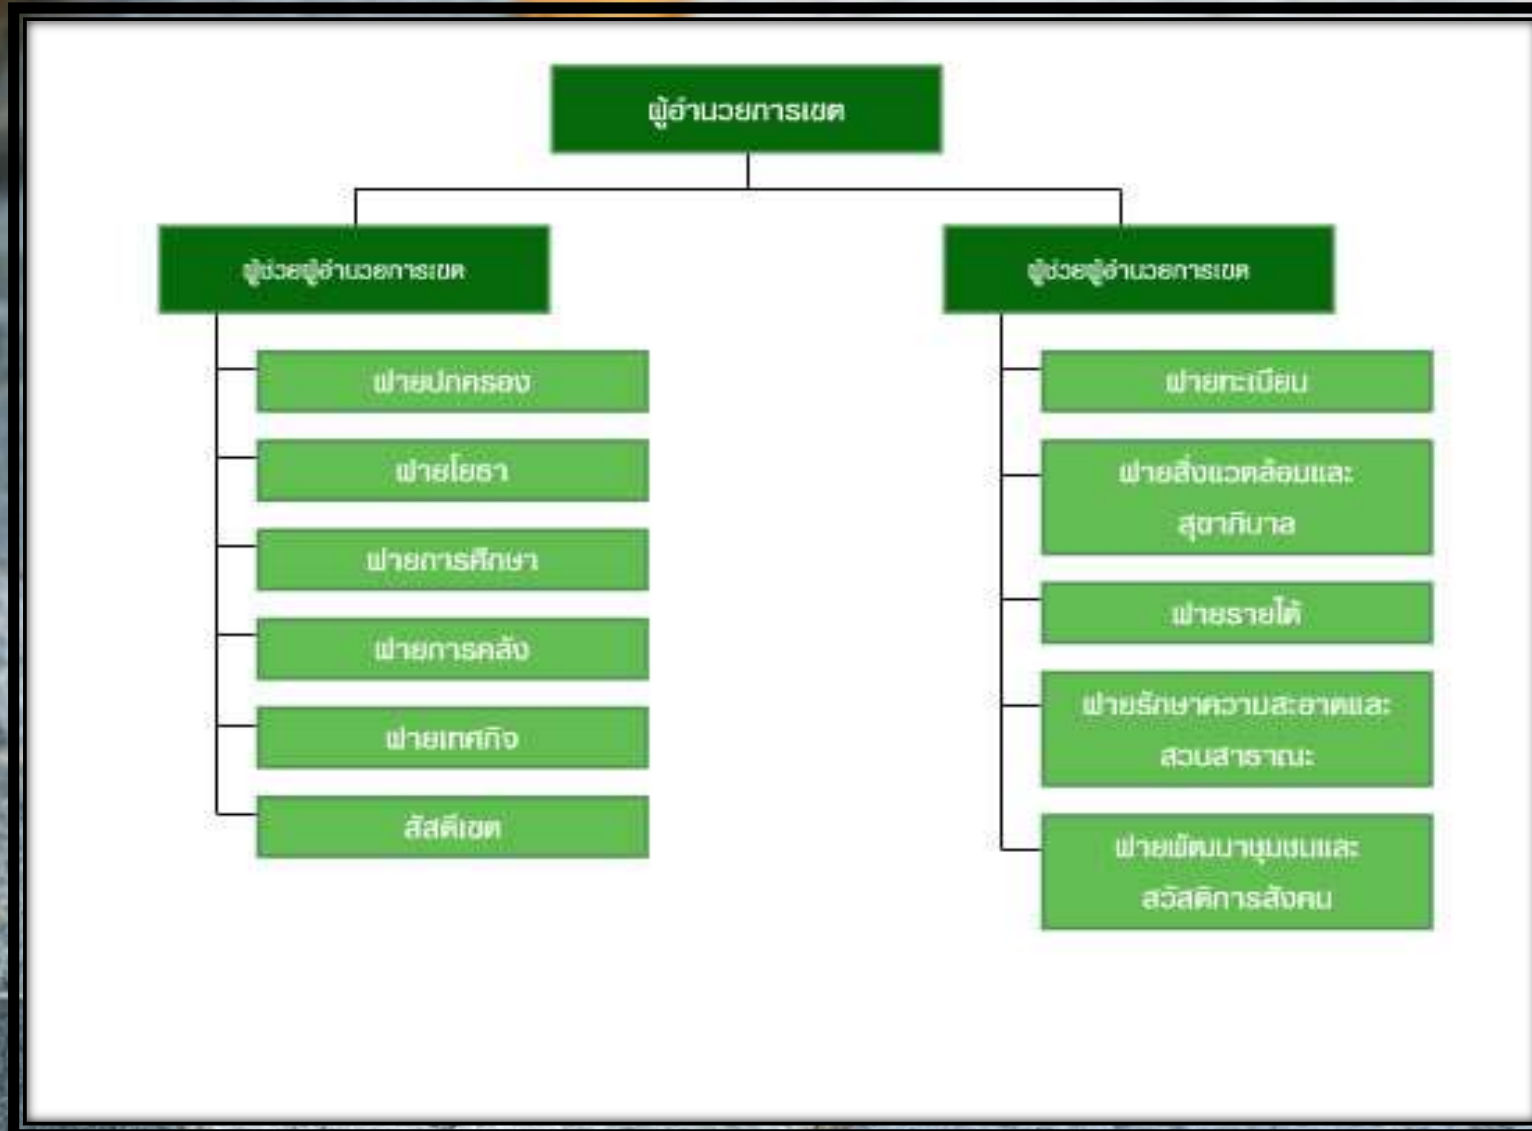 ผู้อำนวยการเขต
ผู้ช่วยผู้อำนวยการเขต
ฝ่ายปกครอง
ฝ่ายโยธา
ฝ่ายการศึกษา
ฝ่ายการคลัง
ฝ่ายเทศกิจ
สัสดีเขต
ผู้ช่วยผู้อำนวยการเขต
ฝ่ายทะเบียน
ฝ่ายสิ่งแวดล้อมและ
สุขาภิบาล
ฝ่ายรายได้
ฝ่ายรักษาความสะอาดและ
สวนสาธาณะ
ฝ่ายพัฒนาชุมชนและ
สวัสดิการสังคม